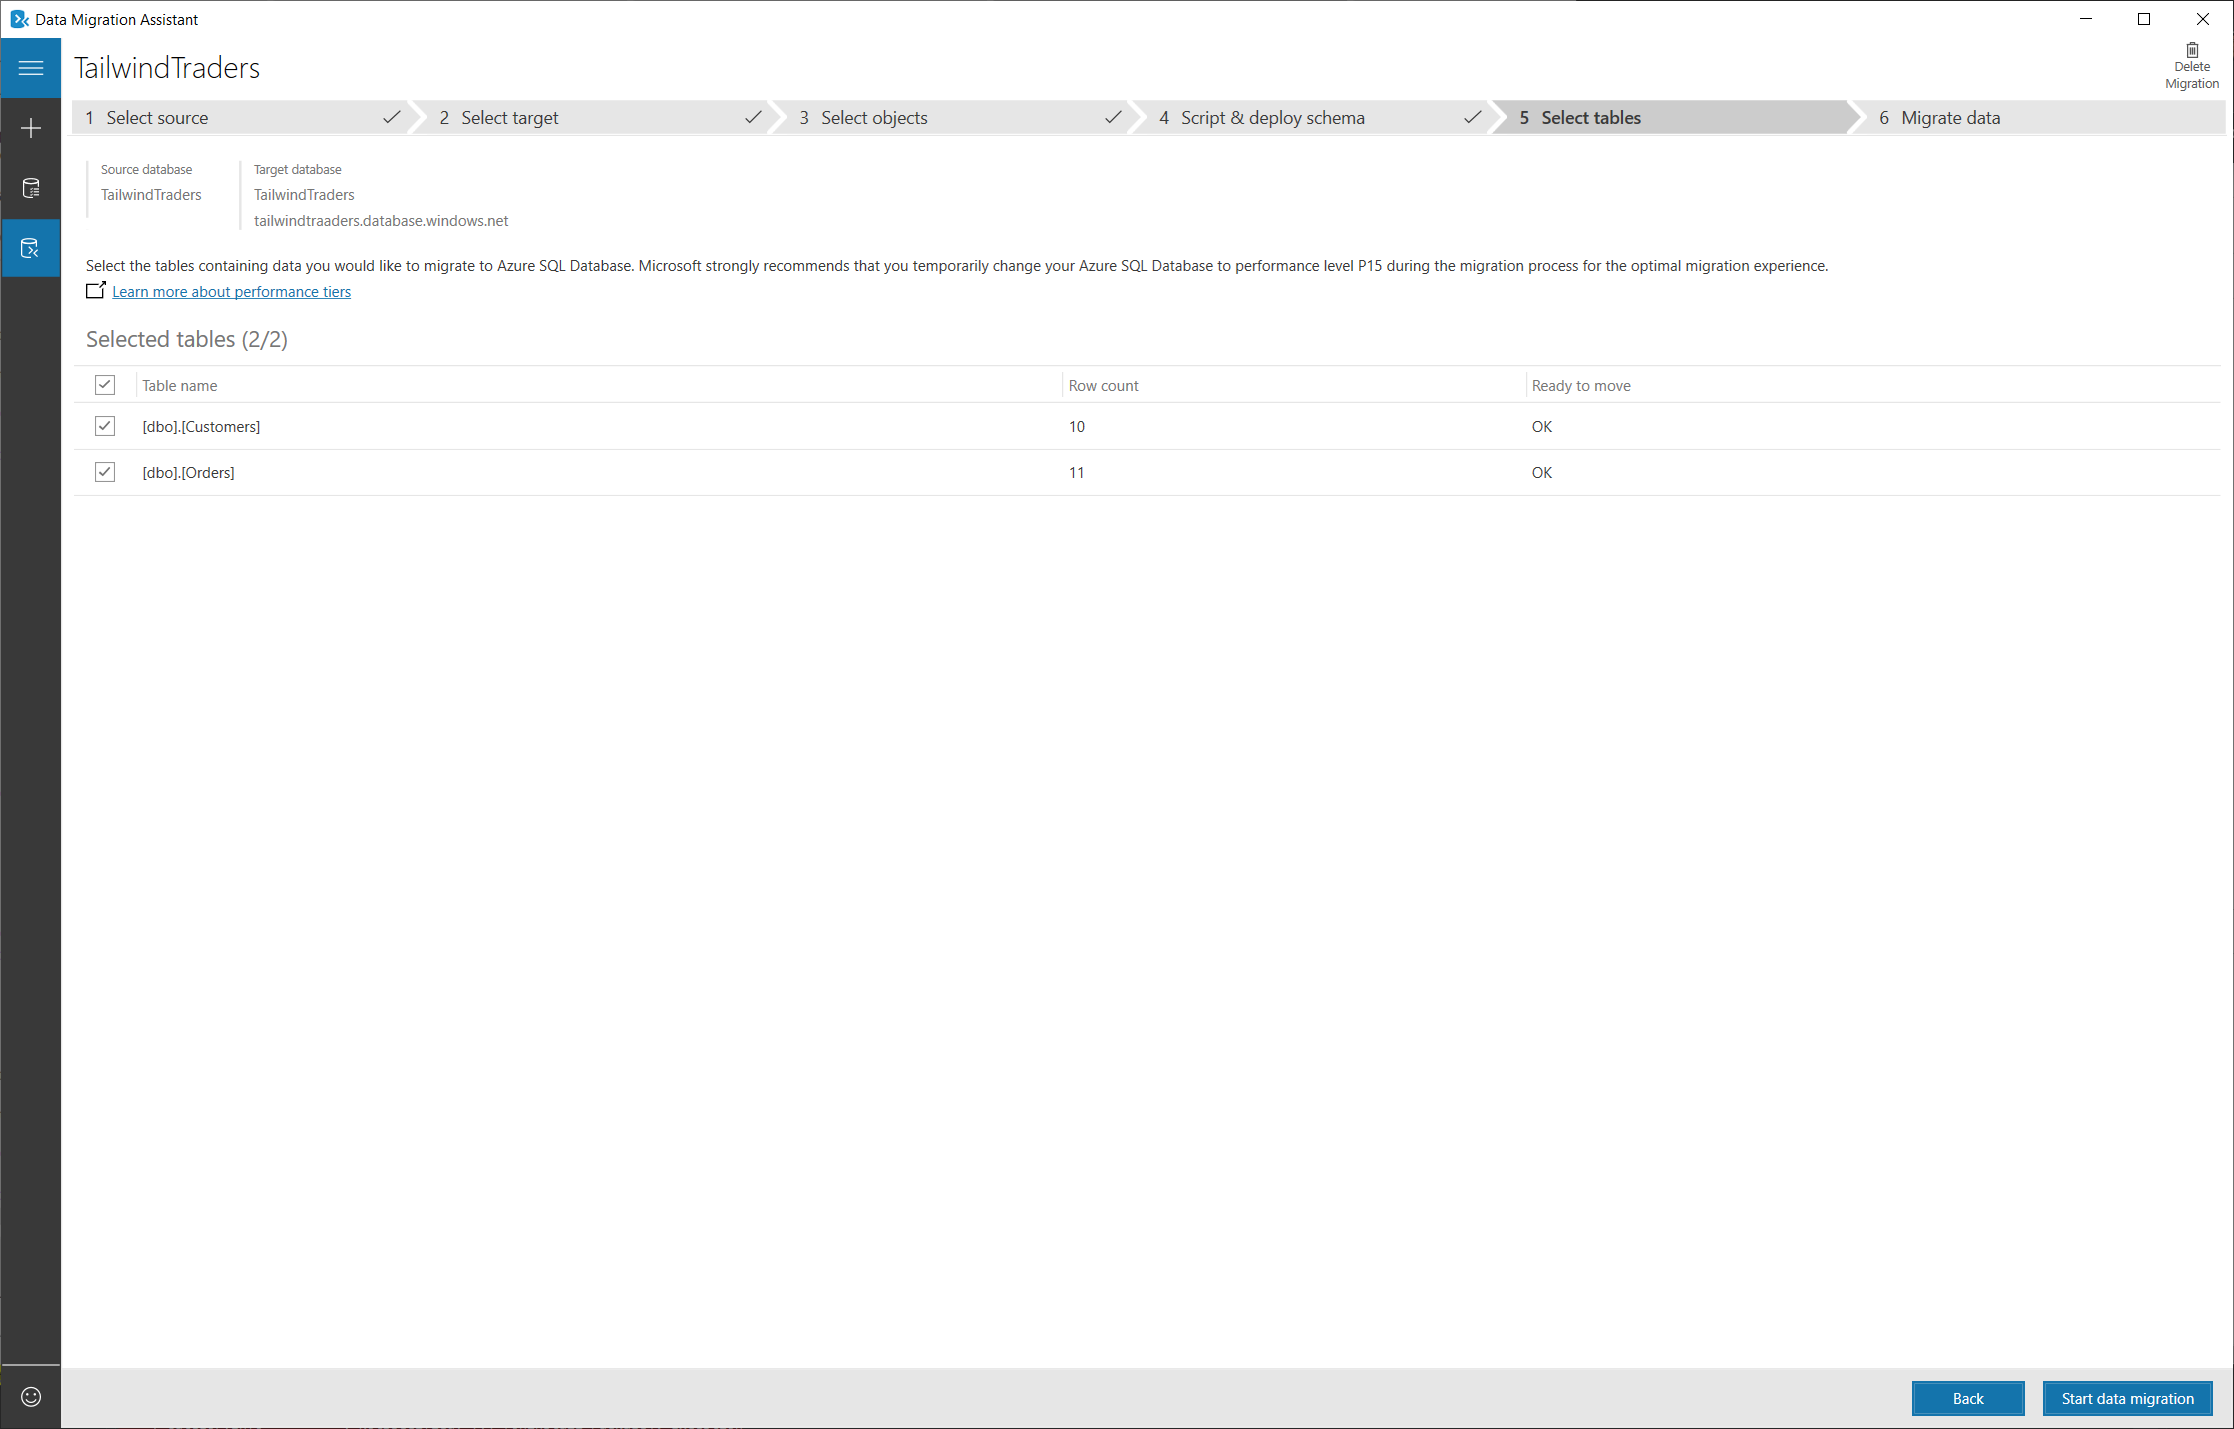 Data Migration Assistant
TailwindTraders
Delete
Migration
1 Select source
2 Select target
3 Select objects
4 Script & deploy schema
5 Select tables
6 Migrate data
Source database
TailwindTraders
Target database
TailwindTraders
tailwindtraaders.database.windows.net
Select the tables containing data you would like to migrate to Azure SQL Database. Microsoft strongly recommends that you temporarily change your Azure SQL Database to performance level P15 during the migration process for the optimal migration experience.
Learn more about performance tiers
Selected tables (2/2)
Table name Row count Ready to move
[dbo].[Customers] 10 OK
[dbo].[Orders] 11 OK
Back Start data migration